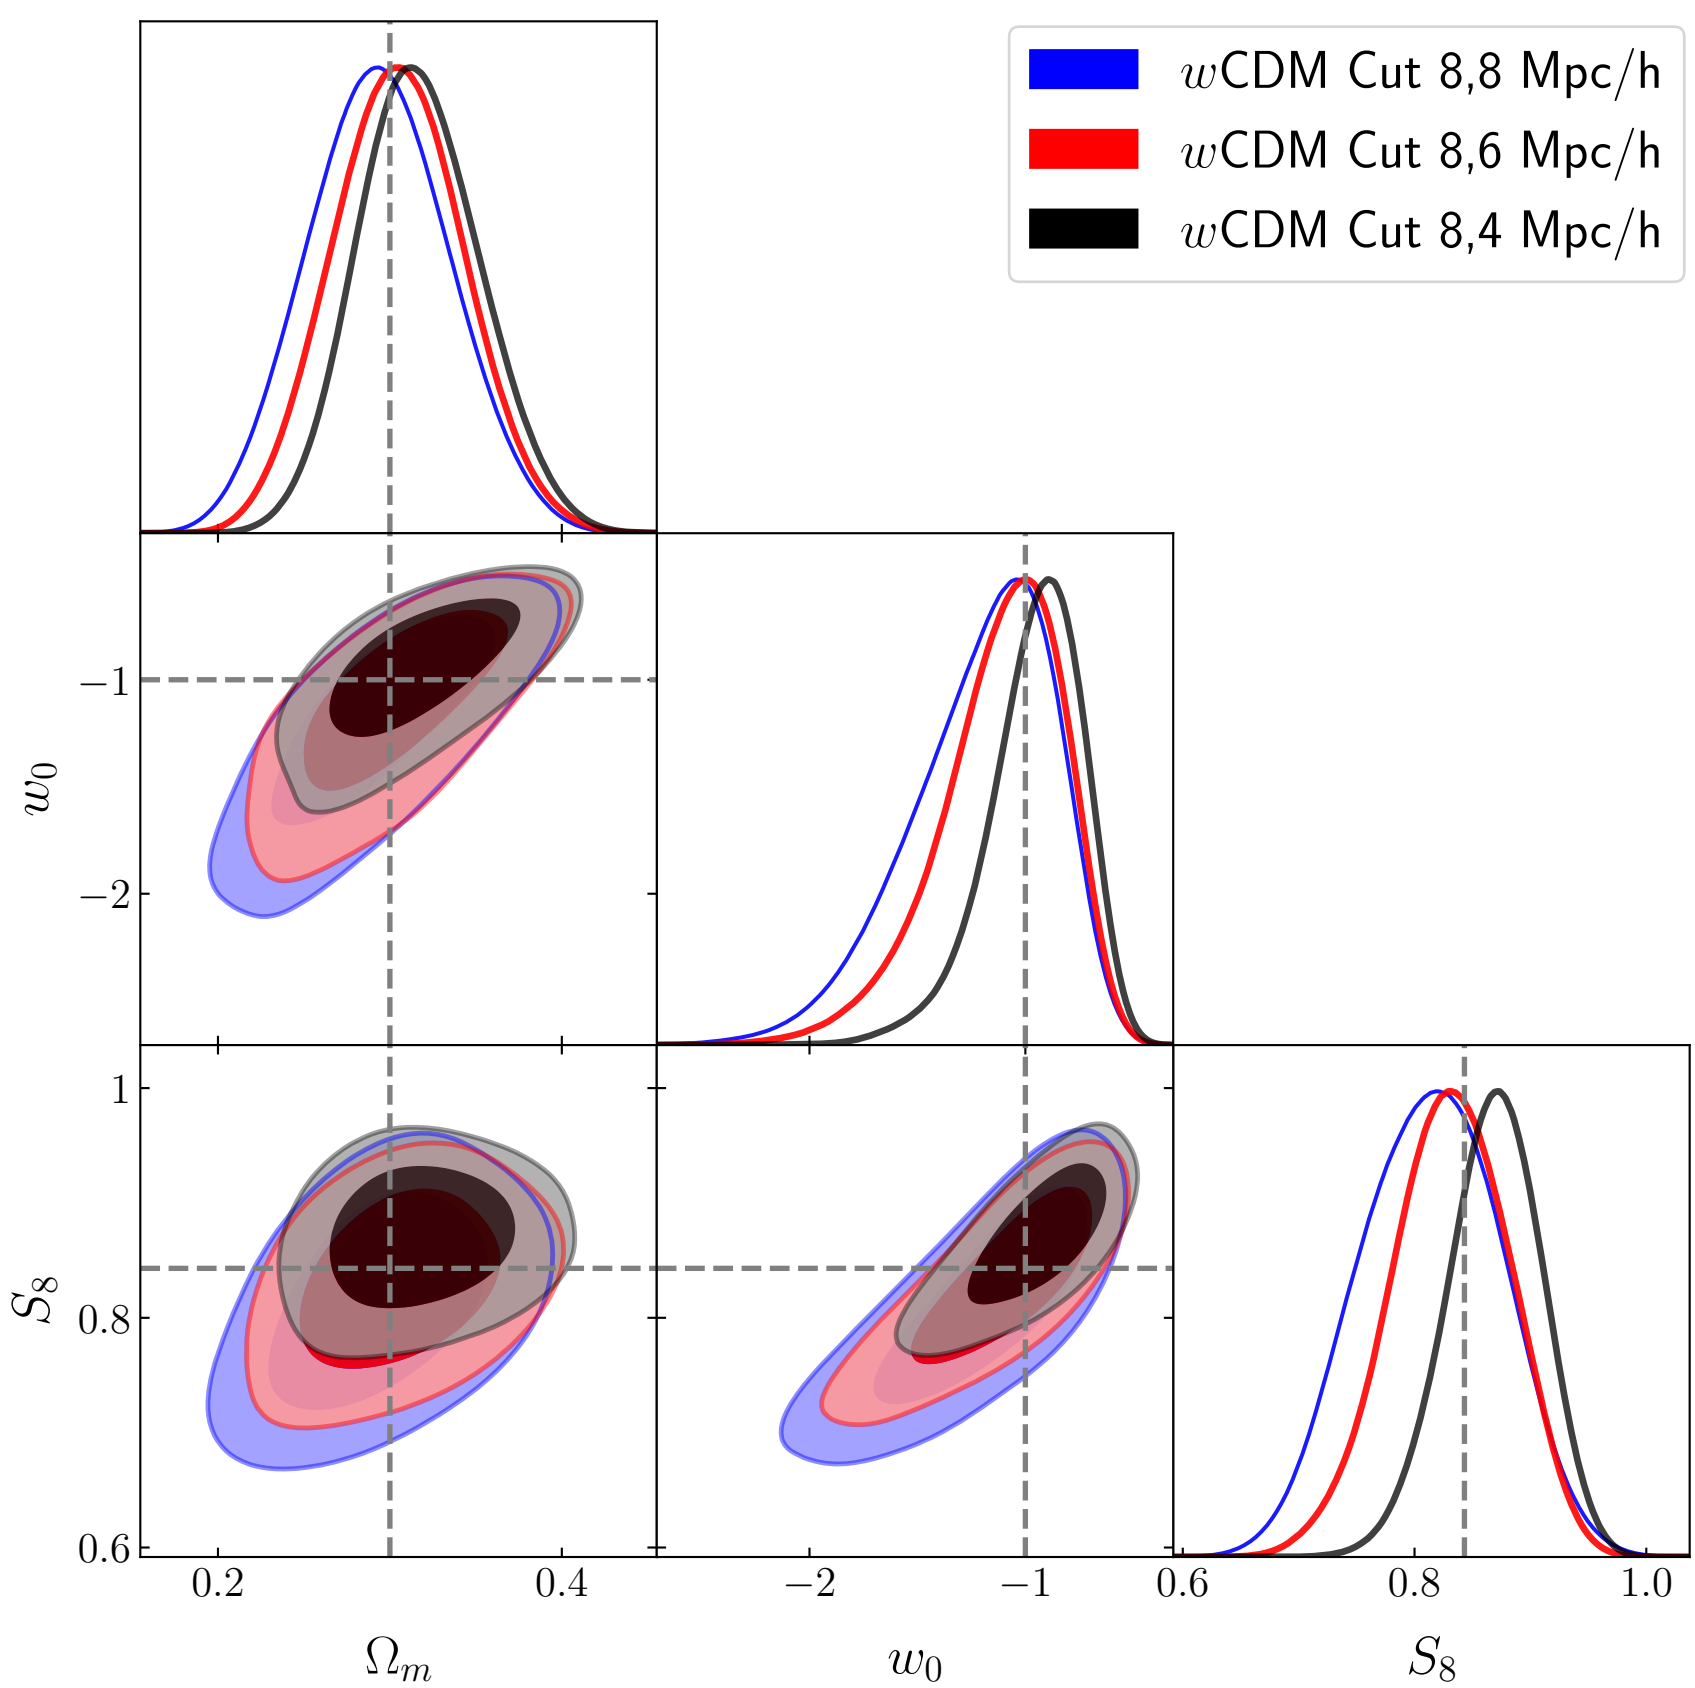 wCDM Cut 8,8 Mpc/h
wCDM Cut 8,6 Mpc/h
wCDM Cut 8,4 Mpc/h
−1
−2
w₀
1
0.8
0.6
S₈
0.2 0.4 −2 −1 0.6 0.8 1.0
Ωₘ w₀ S₈